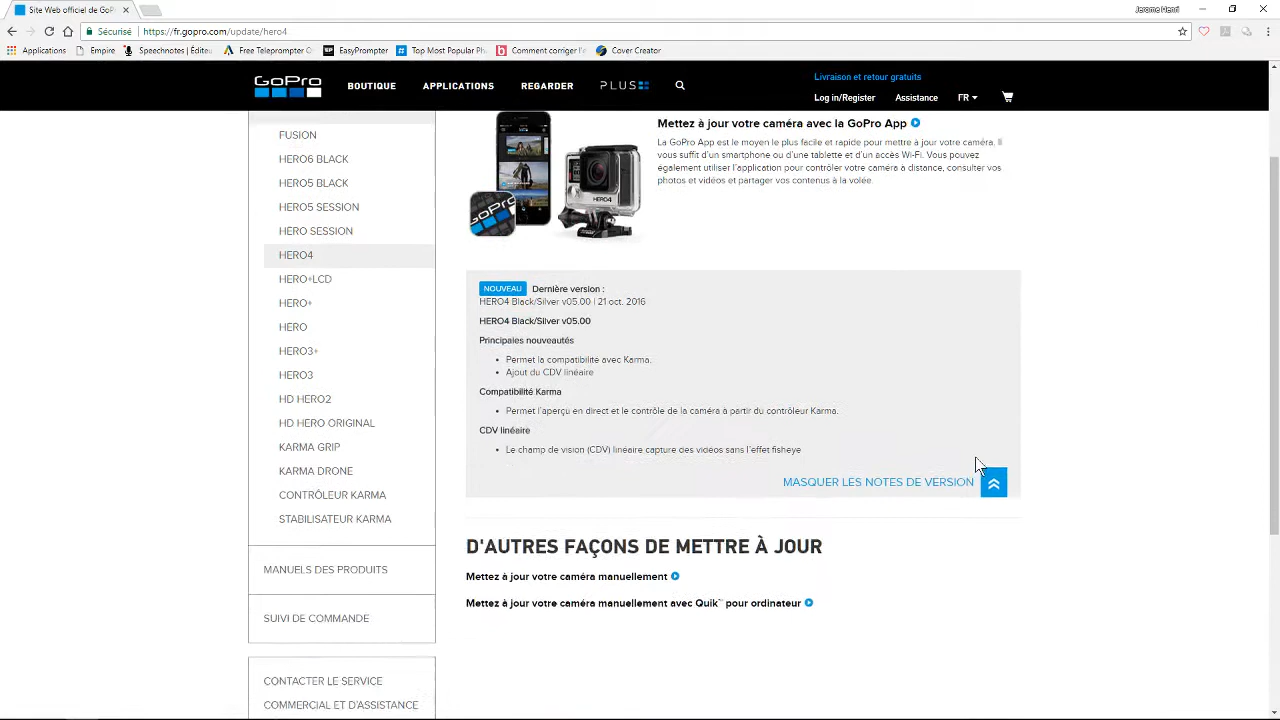 Site Web officiel de GoP
Jerome Henri
Sécurisé
https://fr.gopro.com/update/hero4
Applications
Empire
Speechnotes | Éditeu
Free Teleprompter O
EP EasyPrompter
# Top Most Popular
b Comment corriger
Cover Creator
GoPro
BOUTIQUE
APPLICATIONS
REGARDER
PLUS
Livraison et retour gratuits
Log in/Register
Assistance
FR
FUSION
HERO6 BLACK
HERO5 BLACK
HERO5 SESSION
HERO SESSION
HERO4
HERO+LCD
HERO+
HERO
HERO3+
HERO3
HD HERO2
HD HERO ORIGINAL
KARMA GRIP
KARMA DRONE
CONTRÔLEUR KARMA
STABILISATEUR KARMA
MANUELS DES PRODUITS
SUIVI DE COMMANDE
CONTACTER LE SERVICE
COMMERCIAL ET D'ASSISTANCE
GoPro
HERO4
Mettez à jour votre caméra avec la GoPro App
La GoPro App est le moyen le plus facile et rapide pour mettre à jour votre caméra. Il
vous suffit d'un smartphone ou d'une tablette et d'un accès Wi-Fi. Vous pouvez
également utiliser l'application pour contrôler votre caméra à distance, consulter vos
photos et vidéos et partager vos contenus à la volée.
NOUVEAU Dernière version :
HERO4 Black/Silver v05.00 | 21 oct. 2016
HERO4 Black/Silver v05.00
Principales nouveautés
• Permet la compatibilité avec Karma.
• Ajout du CDV linéaire
Compatibilité Karma
• Permet l'aperçu en direct et le contrôle de la caméra à partir du contrôleur Karma.
CDV linéaire
• Le champ de vision (CDV) linéaire capture des vidéos sans l'effet fisheye
MASQUER LES NOTES DE VERSION
D'AUTRES FAÇONS DE METTRE À JOUR
Mettez à jour votre caméra manuellement
Mettez à jour votre caméra manuellement avec Quik™ pour ordinateur